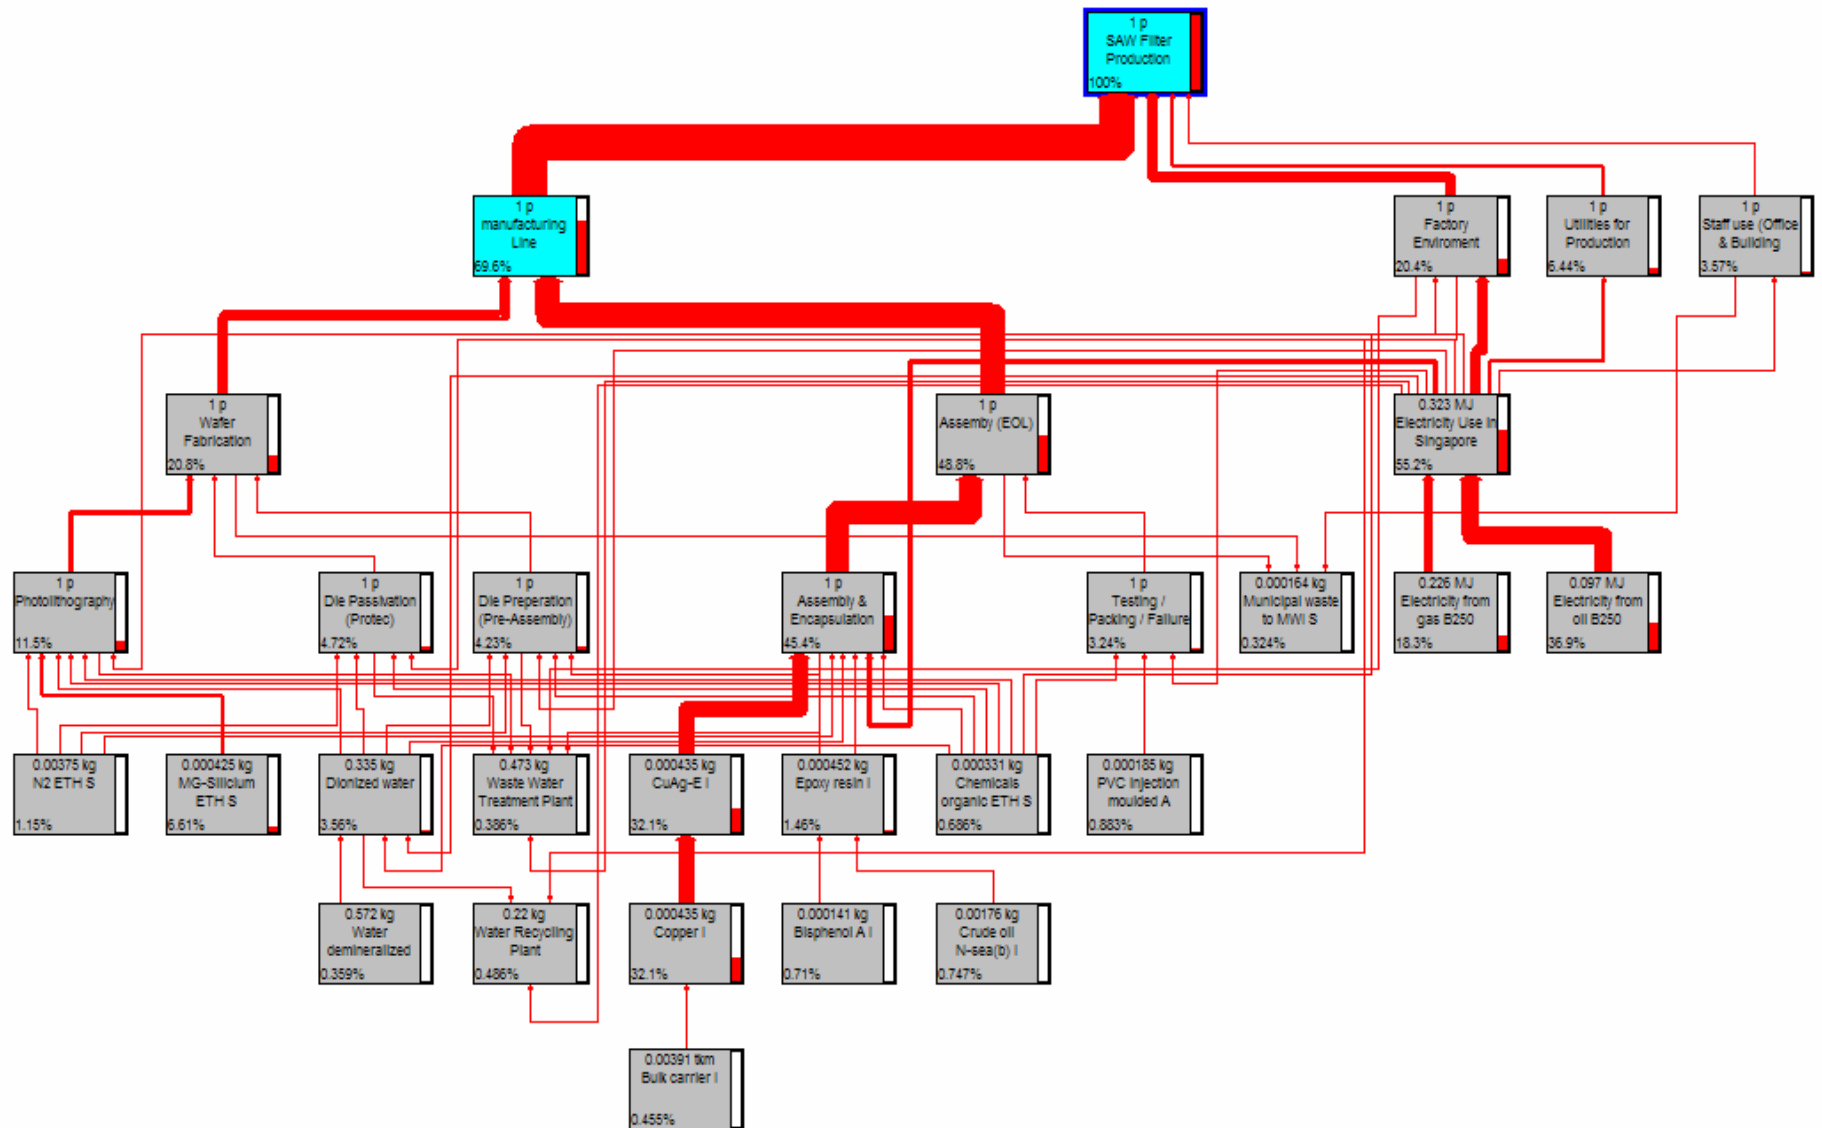 1 p
SAW Filter
Production
100%
1 p
manufacturing
Line
69.6%
1 p
Factory
Enviroment
20.4%
1 p
Utilities for
Production
6.44%
1 p
Staff use (Office
& Building
3.57%
1 p
Wafer
Fabrication
20.8%
1 p
Assemby (EOL)
48.8%
0.323 MJ
Electricity Use in
Singapore
55.2%
1 p
Photolithography
11.5%
1 p
Die Passivation
(Protec)
4.72%
1 p
Die Preperation
(Pre-Assembly)
4.23%
1 p
Assembly &
Encapsulation
45.4%
1 p
Testing /
Packing / Failure
3.24%
0.000164 kg
Municipal waste
to MWI S
0.324%
0.226 MJ
Electricity from
gas B250
18.3%
0.097 MJ
Electricity from
oil B250
36.9%
0.00375 kg
N2 ETH S
1.15%
0.000425 kg
MG-Silicium
ETH S
6.61%
0.335 kg
Dionized water
3.56%
0.473 kg
Waste Water
Treatment Plant
0.386%
0.000435 kg
CuAg-E I
32.1%
0.000452 kg
Epoxy resin I
1.46%
0.000331 kg
Chemicals
organic ETH S
0.686%
0.000185 kg
PVC injection
moulded A
0.883%
0.572 kg
Water
demineralized
0.359%
0.22 kg
Water Recycling
Plant
0.486%
0.000435 kg
Copper I
32.1%
0.000141 kg
Bisphenol A I
0.71%
0.00176 kg
Crude oil
N-sea(b) I
0.747%
0.00391 tkm
Bulk carrier I
0.455%